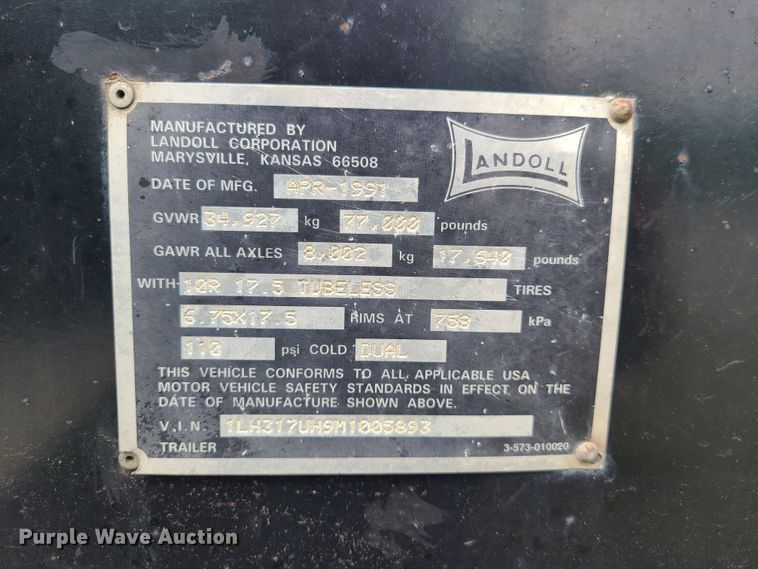 MANUFACTURED BY
LANDOLL CORPORATION
MARYSVILLE, KANSAS 66508
LANDOLL
DATE OF MFG. APR-1991
GVWR 34,927 kg 77,000 pounds
GAWR ALL AXLES 8,002 kg 17,640 pounds
WITH 10R 17.5 TUBELESS TIRES
6.75X17.5 RIMS AT 758 kPa
110 psi COLD DUAL
THIS VEHICLE CONFORMS TO ALL APPLICABLE USA
MOTOR VEHICLE SAFETY STANDARDS IN EFFECT ON THE
DATE OF MANUFACTURE SHOWN ABOVE.
V.I.N. 1LH317UH9M1005893
TRAILER 3-573-010020
Purple Wave Auction